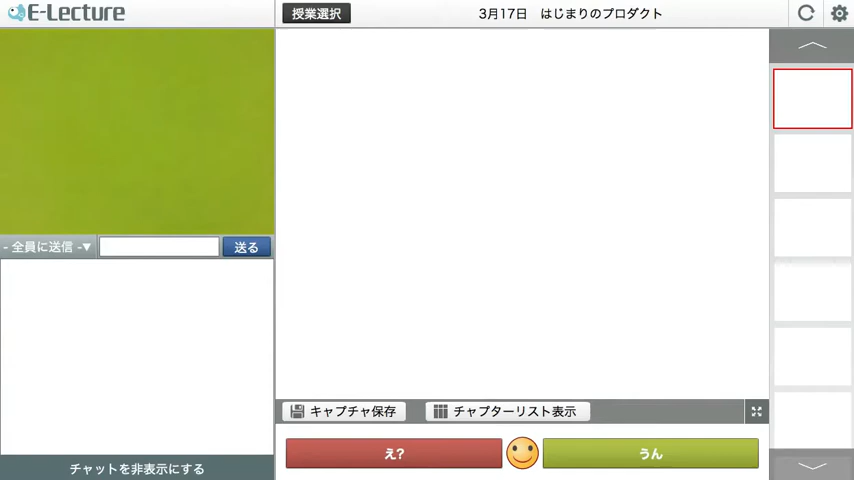 E-Lecture
授業選択
3月17日 はじまりのプロダクト
- 全員に送信 -▼
送る
キャプチャ保存
チャプターリスト表示
え?
うん
チャットを非表示にする